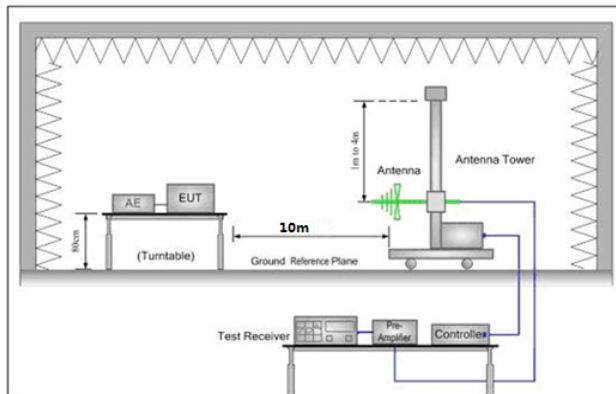 1m to 4m
Antenna
Antenna Tower
AE
EUT
80cm
(Turntable)
10m
Ground Reference Plane
Test Receiver
Pre-
Amplifier
Controller